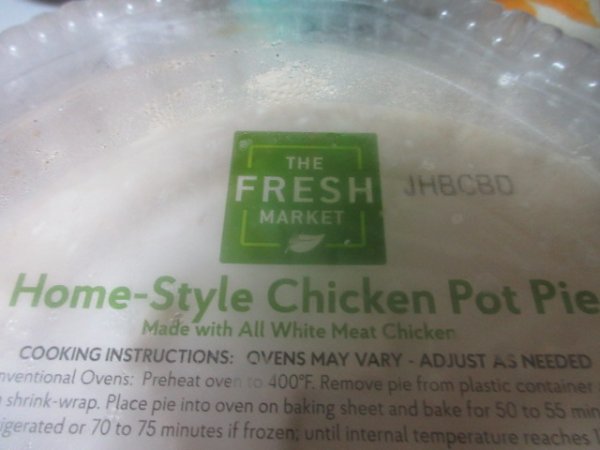 THE
FRESH
MARKET
JHBCBD
Home-Style Chicken Pot Pie
Made with All White Meat Chicken
COOKING INSTRUCTIONS: OVENS MAY VARY - ADJUST AS NEEDED
nventional Ovens: Preheat oven to 400°F. Remove pie from plastic container
shrink-wrap. Place pie into oven on baking sheet and bake for 50 to 55 min
igerated or 70 to 75 minutes if frozen; until internal temperature reaches 1